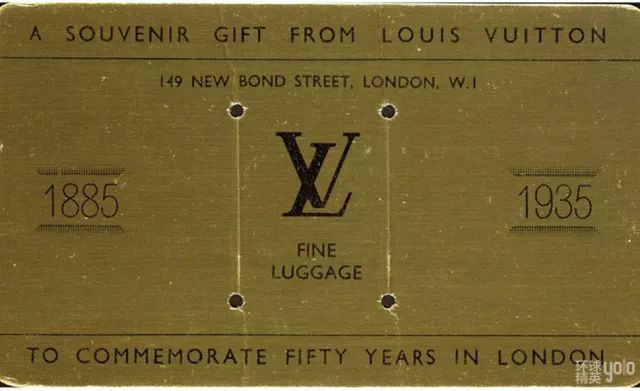 A SOUVENIR GIFT FROM LOUIS VUITTON
149 NEW BOND STREET, LONDON, W.1
LV
1885
1935
FINE
LUGGAGE
TO COMMEMORATE FIFTY YEARS IN LONDON
环球
精英 yolo